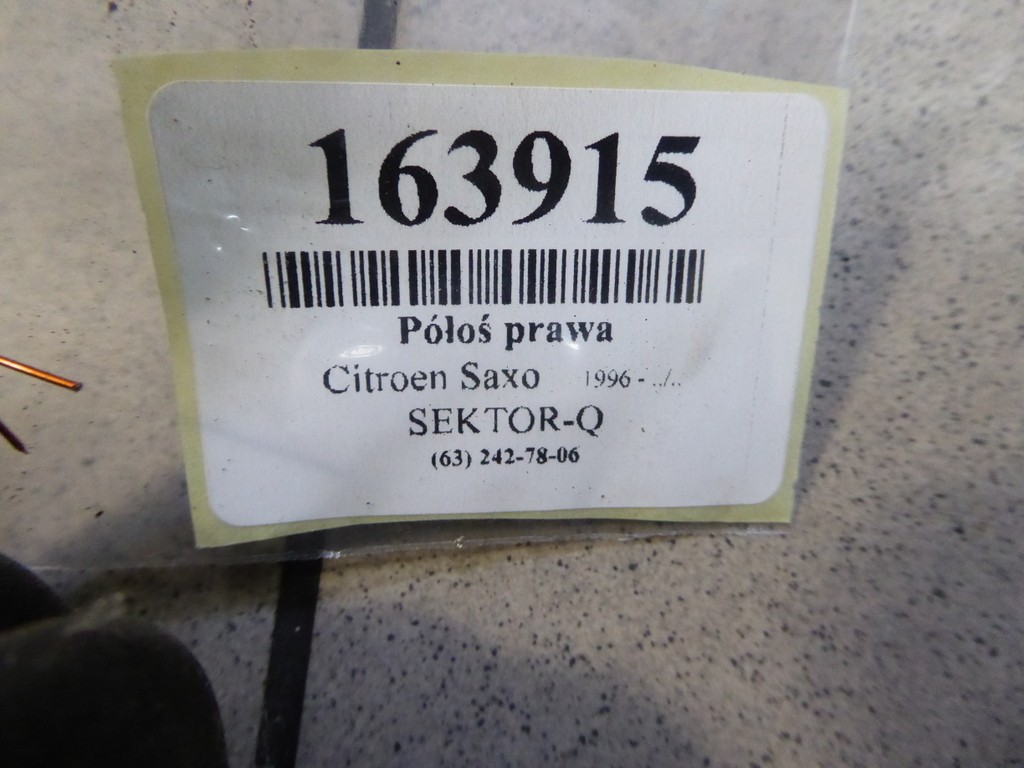 163915
Półoś prawa
Citroen Saxo 1996 - ../..
SEKTOR-Q
(63) 242-78-06